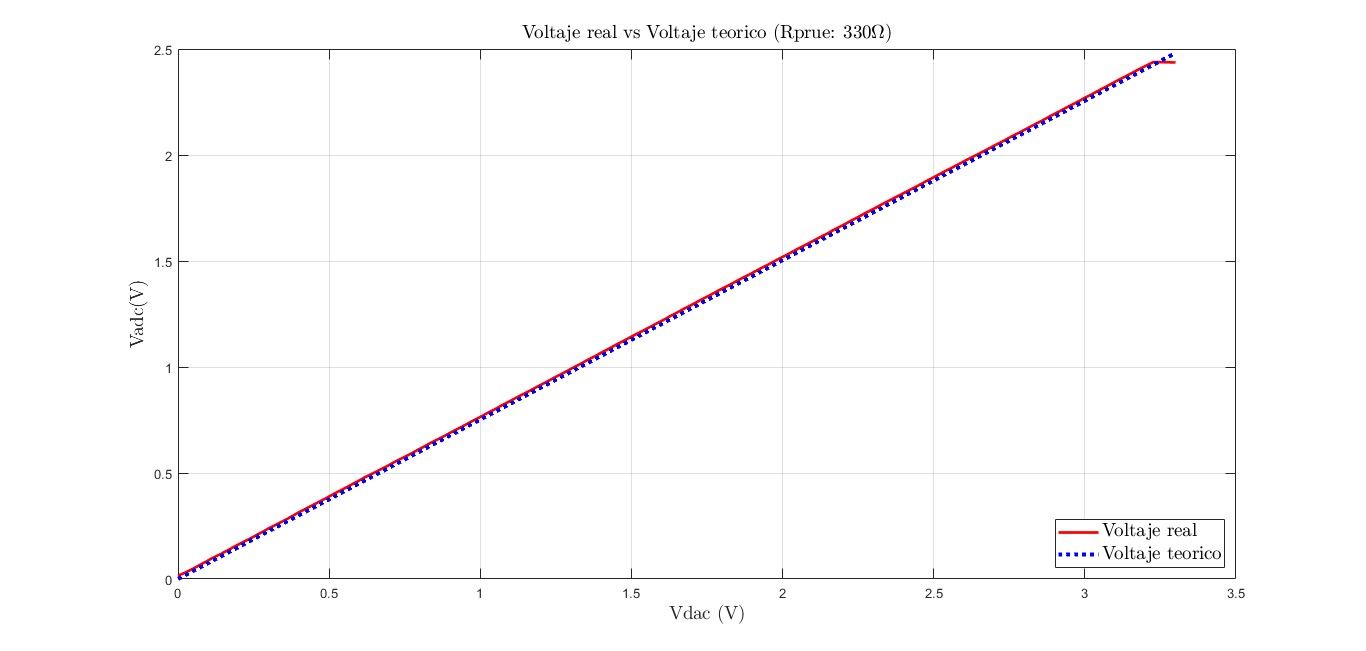 Voltaje real vs Voltaje teorico (Rprue: 330Ω)
2.5
2
1.5
1
0.5
0
Vadc(V)
0
0.5
1
1.5
2
2.5
3
3.5
Vdac (V)
Voltaje real
Voltaje teorico